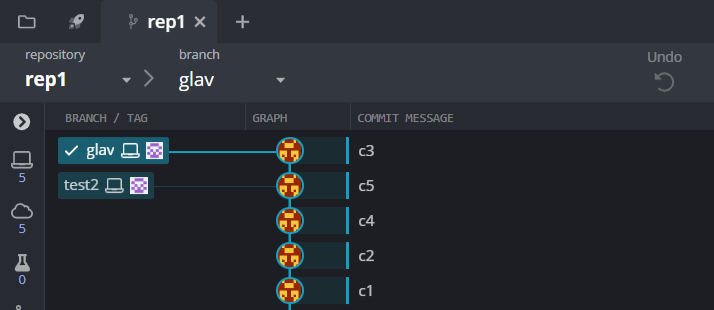 rep1
repository
branch
Undo
rep1
glav
BRANCH / TAG
GRAPH
COMMIT MESSAGE
glav
c3
5
test2
c5
c4
5
c2
0
c1